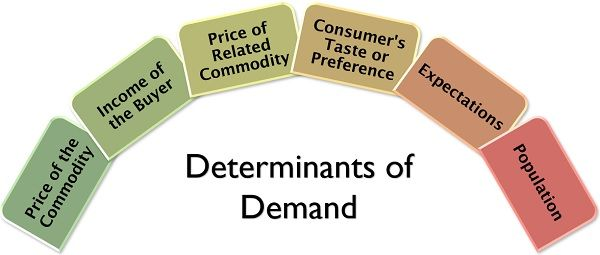 Price of the
Commodity
Income of
the Buyer
Price of
Related
Commodity
Consumer's
Taste or
Preference
Expectations
Population
Determinants of
Demand